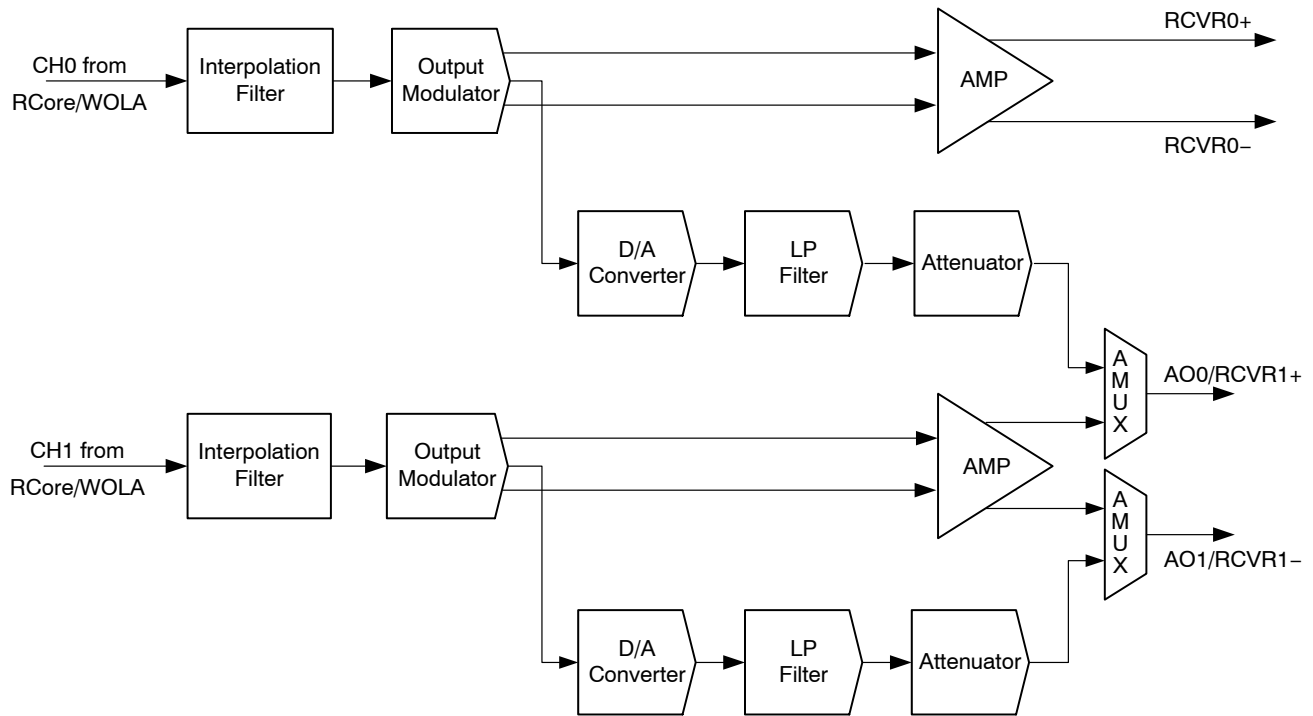 CH0 from
RCore/WOLA
Interpolation
Filter
Output
Modulator
AMP
RCVR0+
RCVR0−
D/A
Converter
LP
Filter
Attenuator
A
M
U
X
AO0/RCVR1+
CH1 from
RCore/WOLA
Interpolation
Filter
Output
Modulator
AMP
A
M
U
X
AO1/RCVR1−
D/A
Converter
LP
Filter
Attenuator